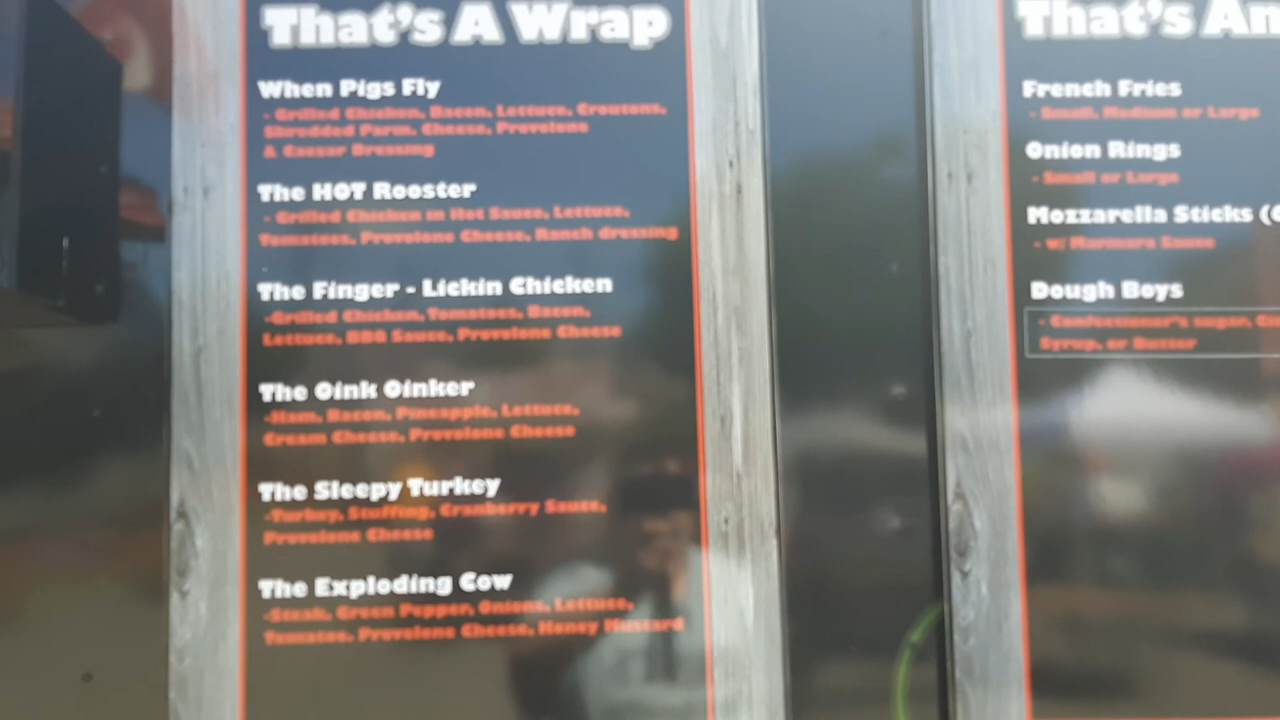 That's A Wrap
When Pigs Fly
- Grilled Chicken, Bacon, Lettuce, Croutons,
Shredded Parm. Cheese, Provolone
& Caesar Dressing
The HOT Rooster
- Grilled Chicken in Hot Sauce, Lettuce,
Tomatoes, Provolone Cheese, Ranch dressing
The Finger - Lickin Chicken
-Grilled Chicken, Tomatoes, Bacon,
Lettuce, BBQ Sauce, Provolone Cheese
The Oink Oinker
-Ham, Bacon, Pineapple, Lettuce,
Cream Cheese, Provolone Cheese
The Sleepy Turkey
-Turkey, Stuffing, Cranberry Sauce,
Provolone Cheese
The Exploding Cow
-Steak, Green Pepper, Onions, Lettuce,
Tomatoe, Provolone Cheese, Honey Mustard
That's
French Fries
- Small, Medium or Large
Onion Rings
- Small or Large
Mozzarella Sticks
- w/ Marinara Sauce
Dough Boys
- Confectioner's sugar,
Syrup, or Butter